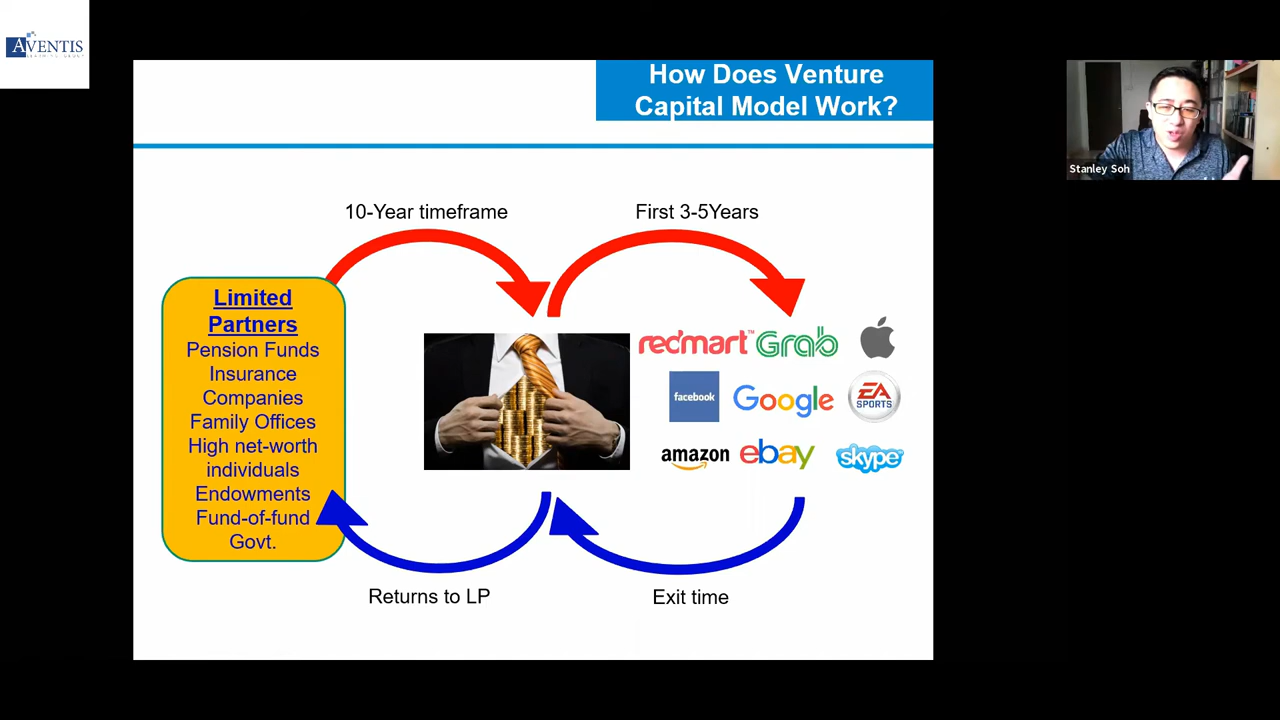 AVENTIS
How Does Venture
Capital Model Work?
Stanley Soh
10-Year timeframe
First 3-5Years
Limited
Partners
Pension Funds
Insurance
Companies
Family Offices
High net-worth
individuals
Endowments
Fund-of-fund
Govt.
redmart™ Grab
facebook Google EA
SPORTS
amazon ebay skype
Returns to LP
Exit time